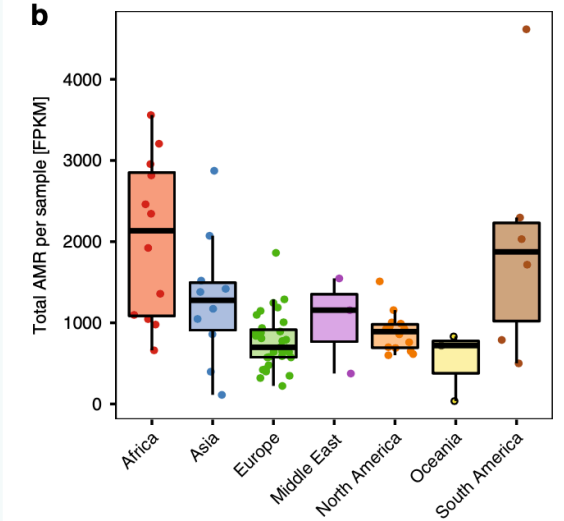 b
Total AMR per sample [FPKM]
4000
3000
2000
1000
0
Africa
Asia
Europe
Middle East
North America
Oceania
South America